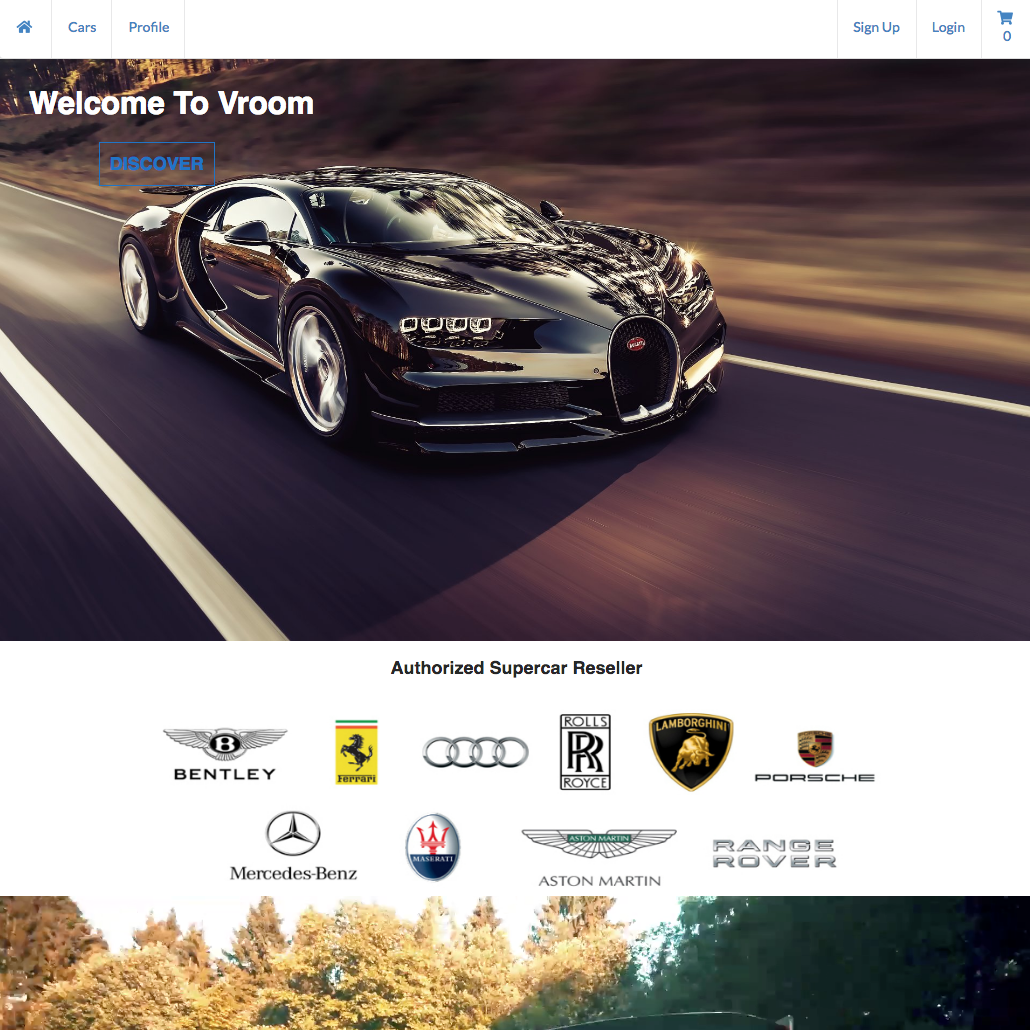 Cars
Profile
Sign Up
Login
0
Welcome To Vroom
DISCOVER
BUGATTI
Authorized Supercar Reseller
B
BENTLEY
Ferrari
ROLLS
RR
ROYCE
LAMBORGHINI
PORSCHE
Mercedes-Benz
MASERATI
ASTON MARTIN
ASTON MARTIN
RANGE
ROVER